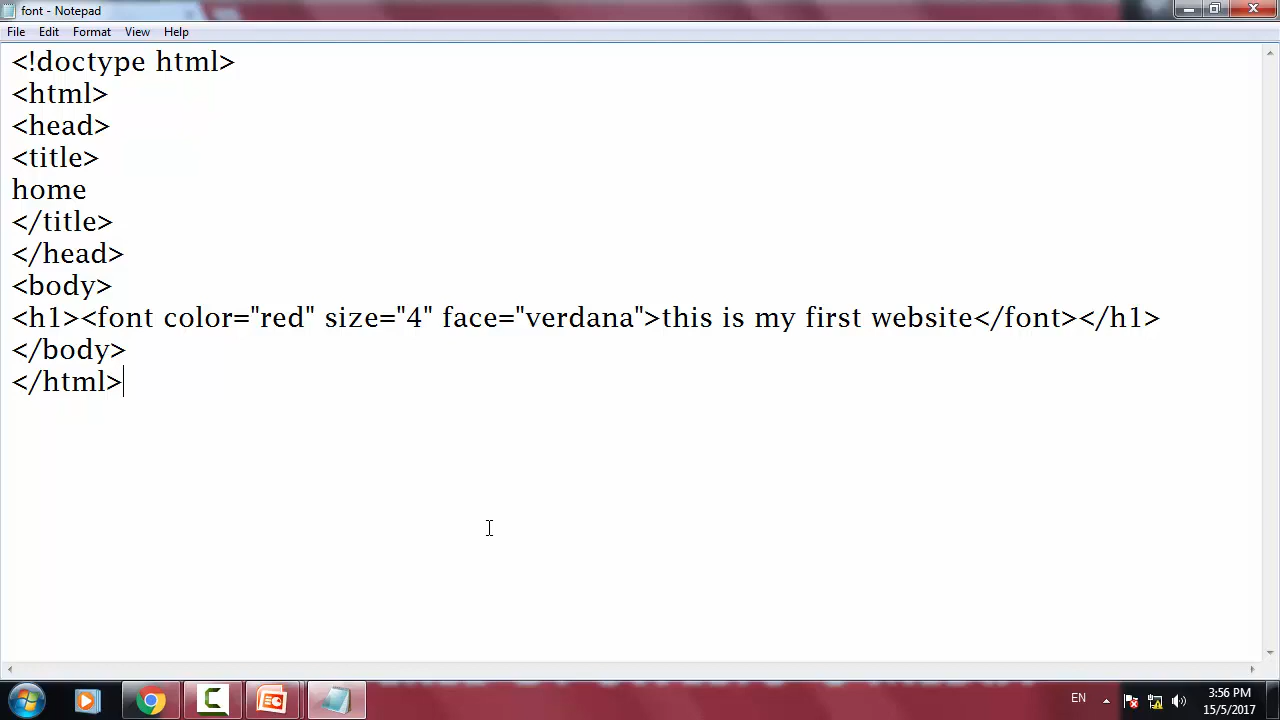 font - Notepad
File Edit Format View Help
<!doctype html>
<html>
<head>
<title>
home
</title>
</head>
<body>
<h1><font color="red" size="4" face="verdana">this is my first website</font></h1>
</body>
</html>
EN
3:56 PM
15/5/2017